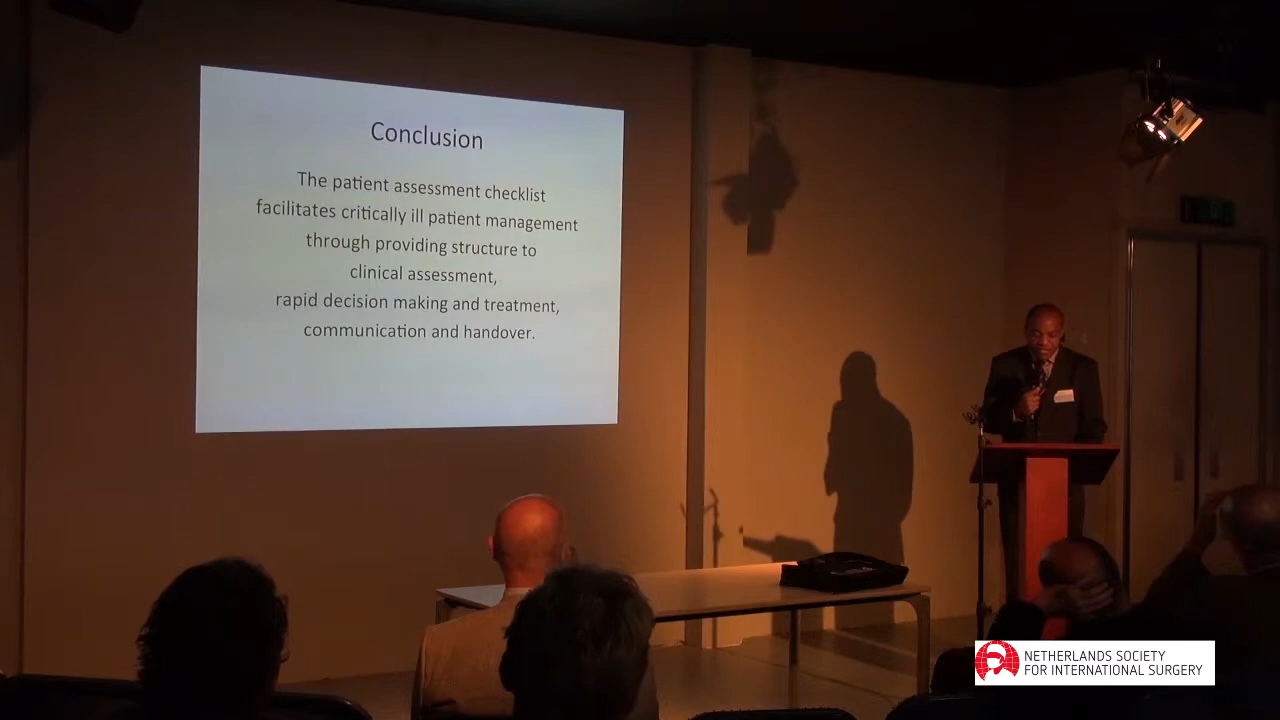 Conclusion
The patient assessment checklist
facilitates critically ill patient management
through providing structure to
clinical assessment,
rapid decision making and treatment,
communication and handover.
NETHERLANDS SOCIETY
FOR INTERNATIONAL SURGERY